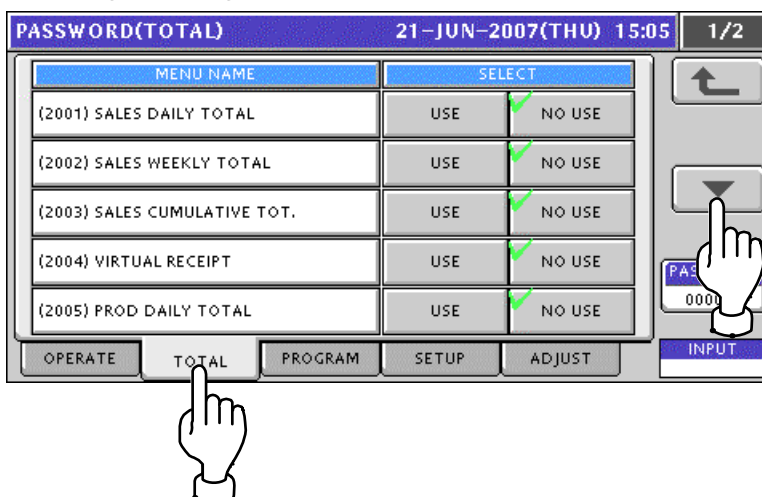 PASSWORD(TOTAL) 21-JUN-2007(THU) 15:05 1/2
MENU NAME SELECT
(2001) SALES DAILY TOTAL USE NO USE
(2002) SALES WEEKLY TOTAL USE NO USE
(2003) SALES CUMULATIVE TOT. USE NO USE
(2004) VIRTUAL RECEIPT USE NO USE
(2005) PROD DAILY TOTAL USE NO USE
OPERATE TOTAL PROGRAM SETUP ADJUST INPUT